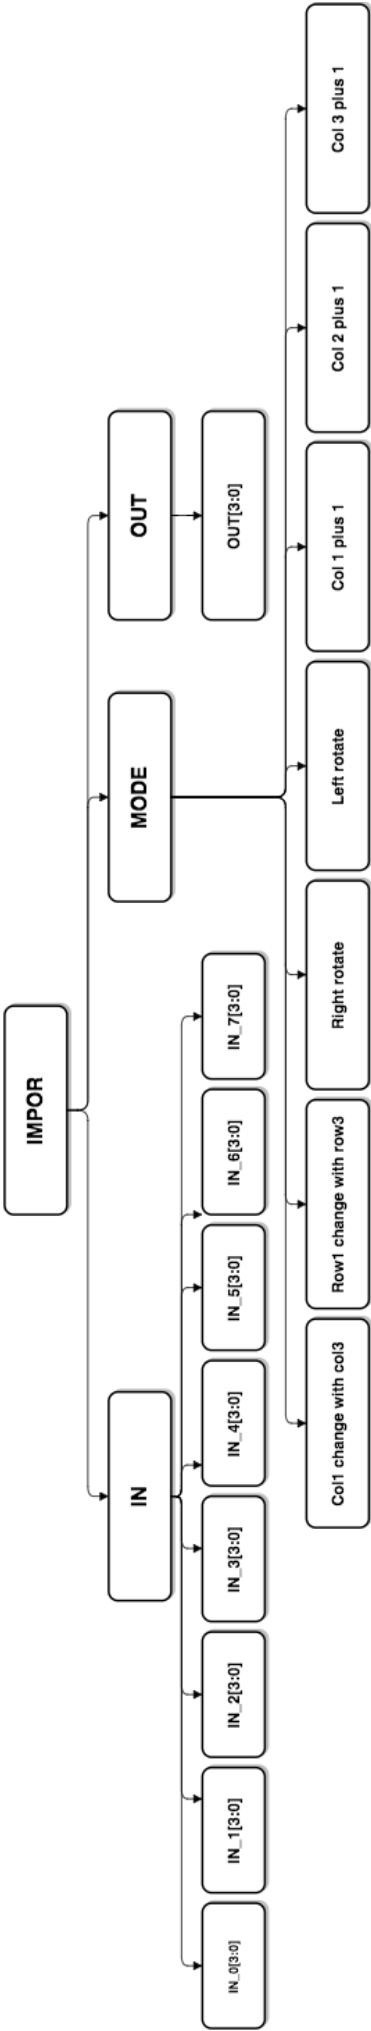 IMPOR
IN
MODE
OUT
IN_0[3:0]
IN_1[3:0]
IN_2[3:0]
IN_3[3:0]
IN_4[3:0]
IN_5[3:0]
IN_6[3:0]
IN_7[3:0]
OUT[3:0]
Col1 change with col3
Row1 change with row3
Right rotate
Left rotate
Col 1 plus 1
Col 2 plus 1
Col 3 plus 1